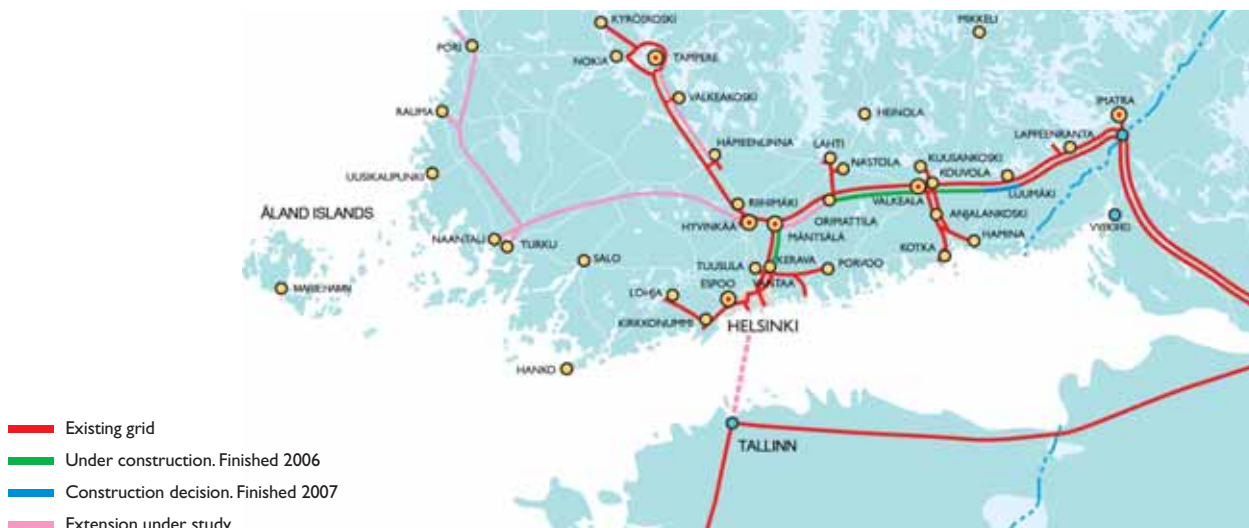 KYRÖSKOSKI
MIKKELI
PORI
NOKIA
TAMPERE
VALKEAKOSKI
HEINOLA
IMATRA
RAUMA
LAPPEENRANTA
HÄMEENLINNA
LAHTI
NASTOLA
KUUSANKOSKI
KOUVOLA
UUSIKAUPUNKI
LUUMÄKI
VALKEALA
RIIHIMÄKI
ÅLAND ISLANDS
ORIMATTILA
ANJALANKOSKI
HYVINKÄÄ
MÄNTSÄLÄ
HAMINA
NAANTALI
TURKU
KOTKA
SALO
TUUSULA
KERAVA
PORVOO
ESPOO
VANTAA
MARIEHAMN
LOHJA
KIRKKONUMMI
HELSINKI
HANKO
Existing grid
TALLINN
Under construction. Finished 2006
Construction decision. Finished 2007
Extension under study